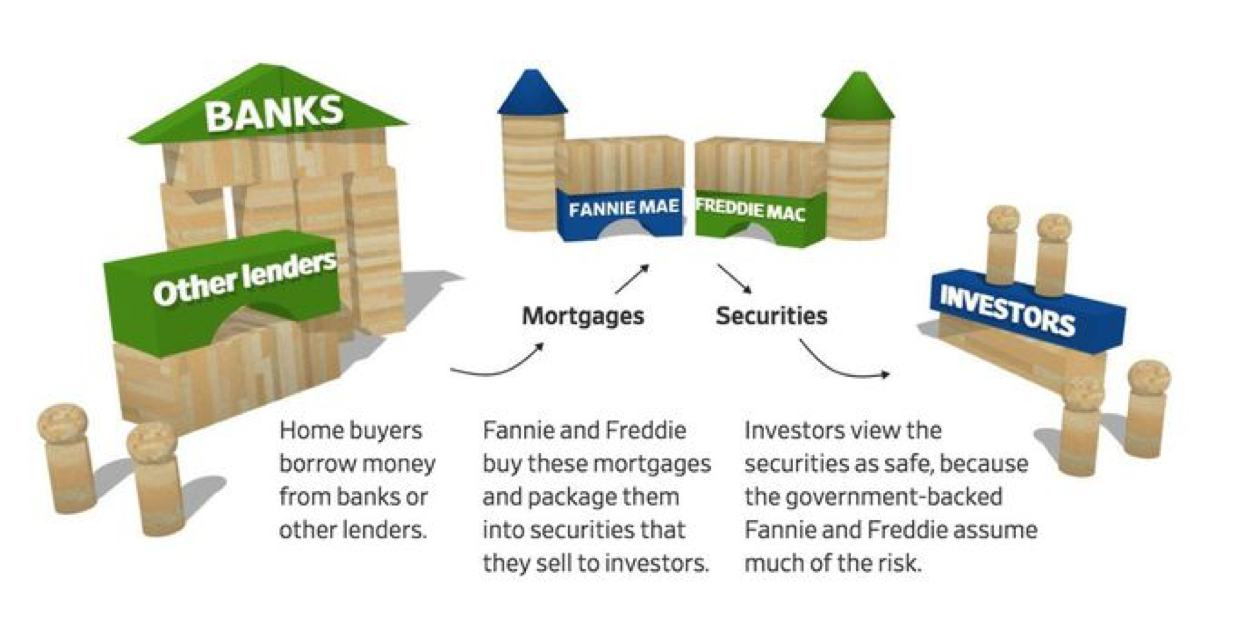 BANKS
Other lenders
FANNIE MAE
FREDDIE MAC
INVESTORS
Mortgages
Securities
Home buyers
borrow money
from banks or
other lenders.
Fannie and Freddie
buy these mortgages
and package them
into securities that
they sell to investors.
Investors view the
securities as safe, because
the government-backed
Fannie and Freddie assume
much of the risk.